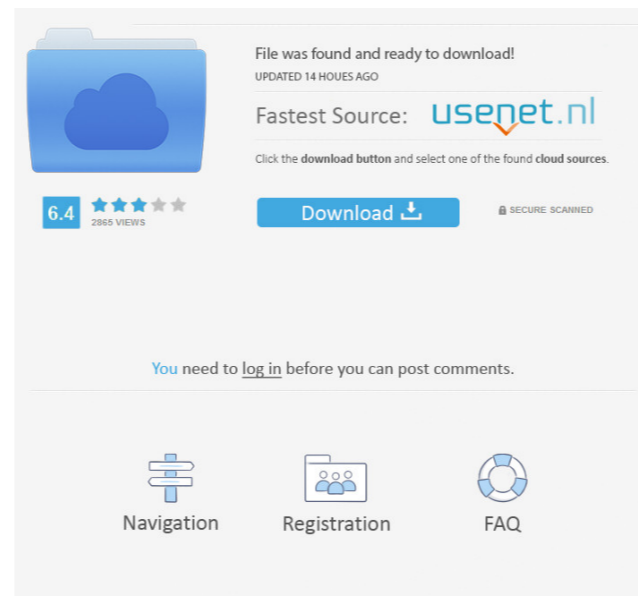 File was found and ready to download!
UPDATED 14 HOUES AGO
Fastest Source: usenet.nl
Click the download button and select one of the found cloud sources.
6.4
2865 VIEWS
Download
SECURE SCANNED
You need to log in before you can post comments.
Navigation
Registration
FAQ